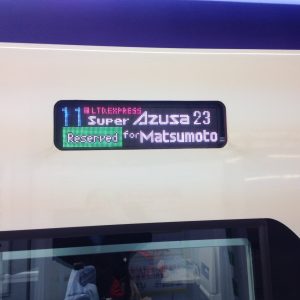 11 LTD.EXPRESS
Super Azusa 23
Reserved for Matsumoto